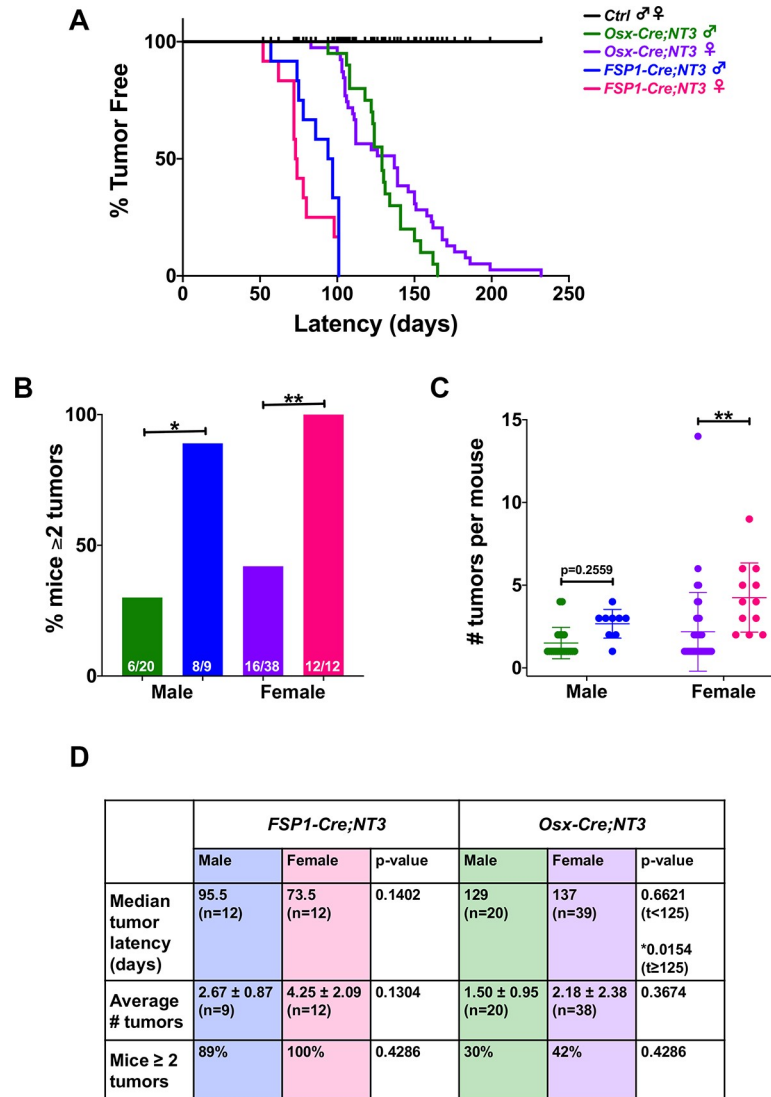 A
Ctrl ♂♀
Osx-Cre;NT3 ♂
Osx-Cre;NT3 ♀
FSP1-Cre;NT3 ♂
FSP1-Cre;NT3 ♀
% Tumor Free
100
50
0
0 50 100 150 200 250
Latency (days)
B
% mice ≥2 tumors
100
50
0
*
**
6/20 8/9 16/38 12/12
Male Female
C
# tumors per mouse
15
10
5
0
p=0.2559
**
Male Female
D
FSP1-Cre;NT3 Osx-Cre;NT3
Male Female p-value Male Female p-value
Median tumor latency (days) 95.5 (n=12) 73.5 (n=12) 0.1402 129 (n=20) 137 (n=39) 0.6621 (t<125) *0.0154 (t≥125)
Average # tumors 2.67 ± 0.87 (n=9) 4.25 ± 2.09 (n=12) 0.1304 1.50 ± 0.95 (n=20) 2.18 ± 2.38 (n=38) 0.3674
Mice ≥ 2 tumors 89% 100% 0.4286 30% 42% 0.4286